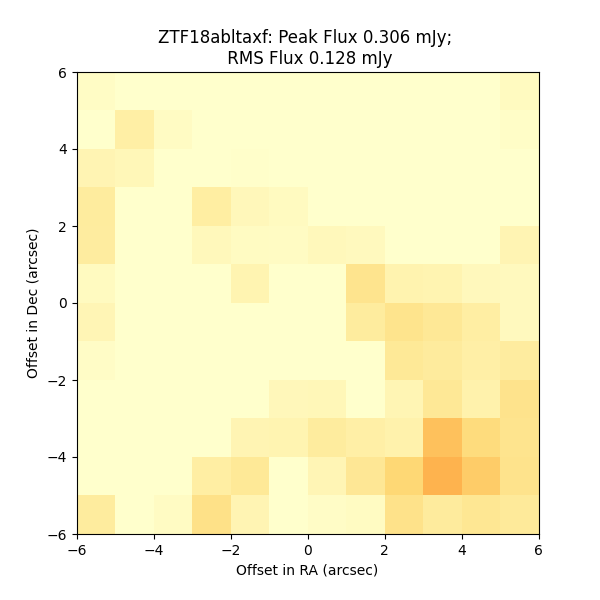 ZTF18abltaxf: Peak Flux 0.306 mJy;
RMS Flux 0.128 mJy
6
4
2
0
−2
−4
−6
Offset in Dec (arcsec)
−6 −4 −2 0 2 4 6
Offset in RA (arcsec)